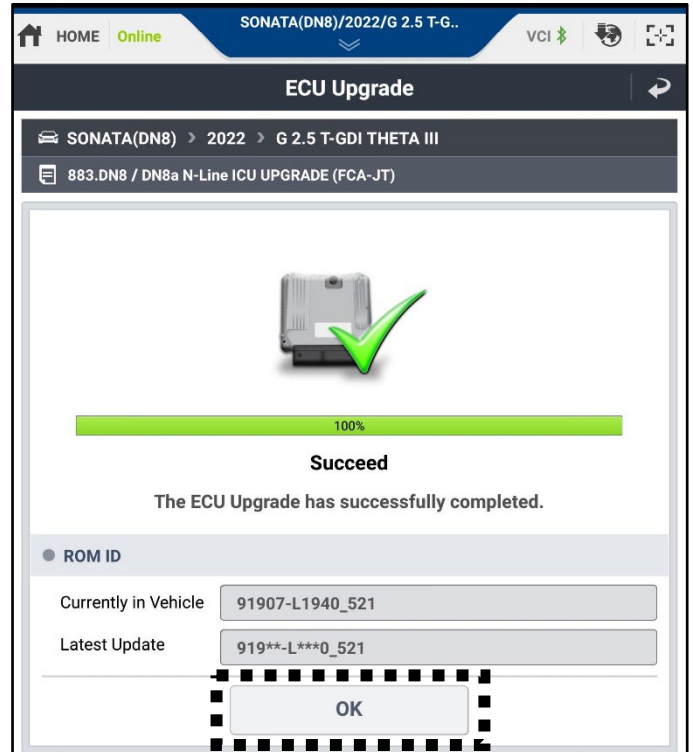 HOME Online SONATA(DN8)/2022/G 2.5 T-G.. VCI
ECU Upgrade
SONATA(DN8) > 2022 > G 2.5 T-GDI THETA III
883.DN8 / DN8a N-Line ICU UPGRADE (FCA-JT)
100%
Succeed
The ECU Upgrade has successfully completed.
ROM ID
Currently in Vehicle 91907-L1940_521
Latest Update 919**-L***0_521
OK